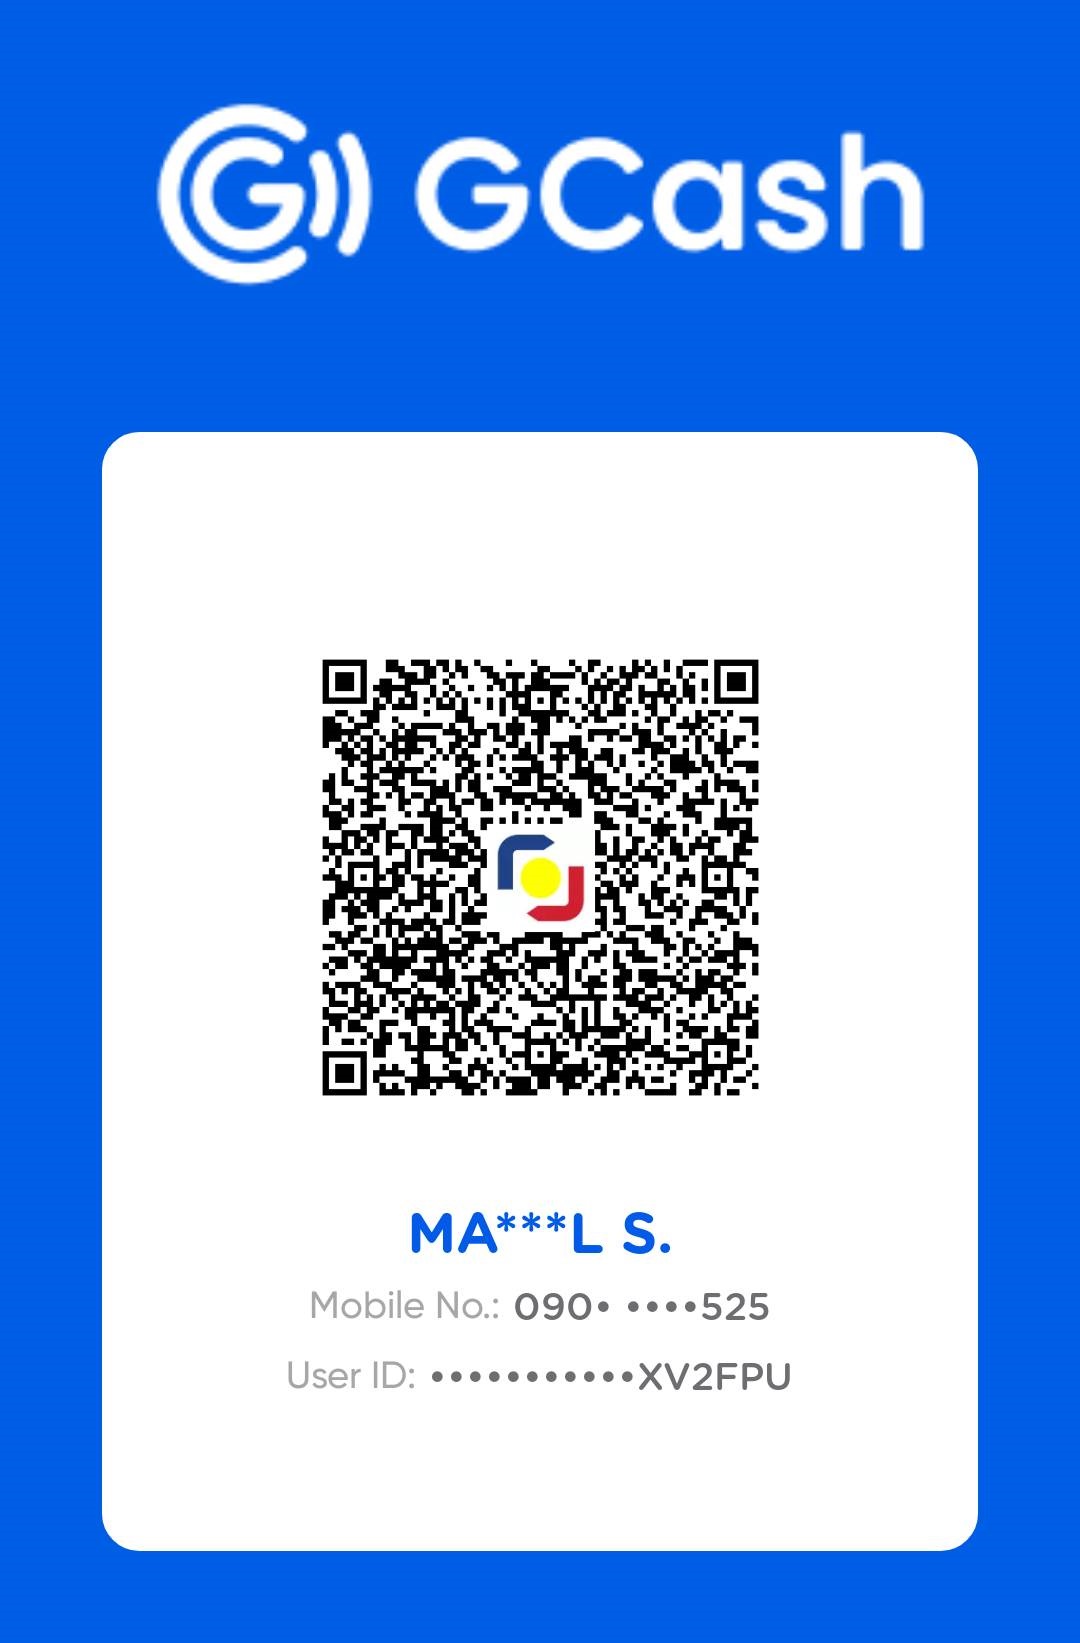 GCash
MA***L S.
Mobile No.: 090• ••••525
User ID: •••••••••••XV2FPU